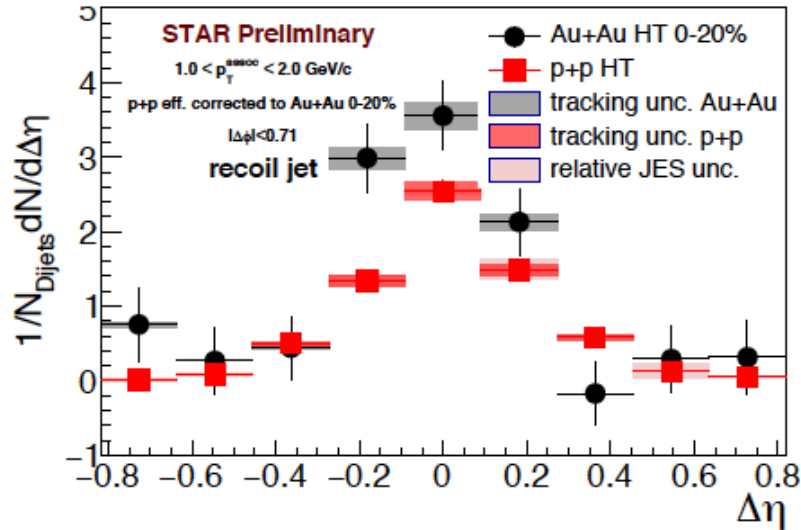 STAR Preliminary
1.0 < p_T^assoc < 2.0 GeV/c
p+p eff. corrected to Au+Au 0-20%
|Δϕ|<0.71
recoil jet
Au+Au HT 0-20%
p+p HT
tracking unc. Au+Au
tracking unc. p+p
relative JES unc.
1/N_Dijets dN/dΔη
5
4
3
2
1
0
−1
−0.8 −0.6 −0.4 −0.2 0 0.2 0.4 0.6 0.8
Δη